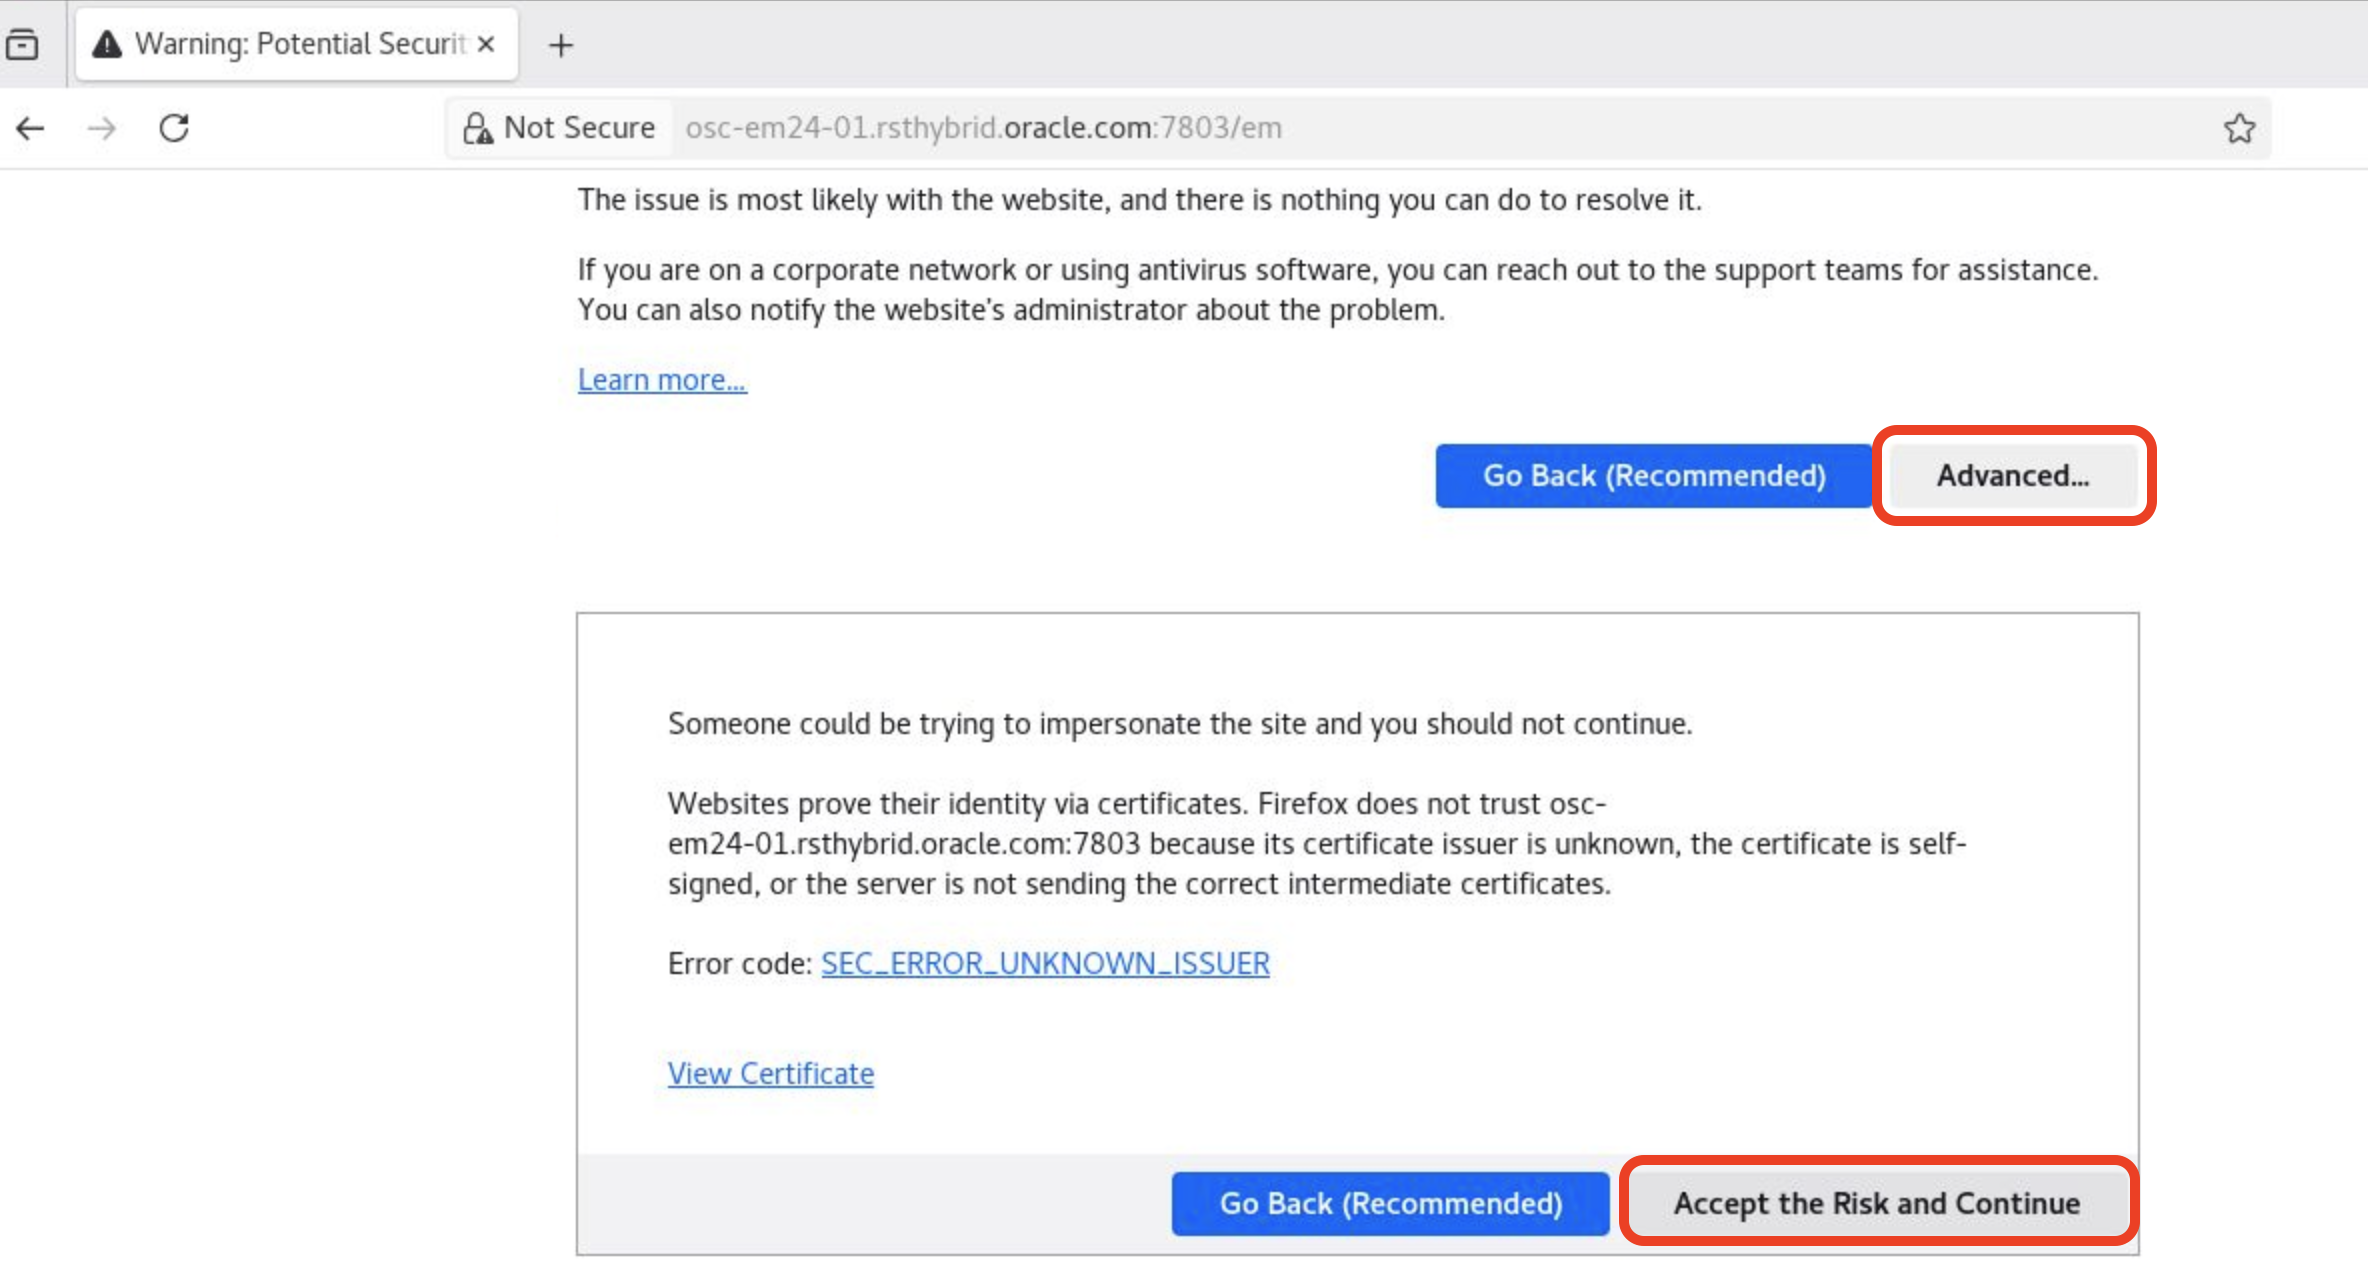 Warning: Potential Securit
Not Secure osc-em24-01.rsthybrid.oracle.com:7803/em
The issue is most likely with the website, and there is nothing you can do to resolve it.
If you are on a corporate network or using antivirus software, you can reach out to the support teams for assistance.
You can also notify the website's administrator about the problem.
Learn more...
Go Back (Recommended) Advanced...
Someone could be trying to impersonate the site and you should not continue.
Websites prove their identity via certificates. Firefox does not trust osc-
em24-01.rsthybrid.oracle.com:7803 because its certificate issuer is unknown, the certificate is self-
signed, or the server is not sending the correct intermediate certificates.
Error code: SEC_ERROR_UNKNOWN_ISSUER
View Certificate
Go Back (Recommended) Accept the Risk and Continue